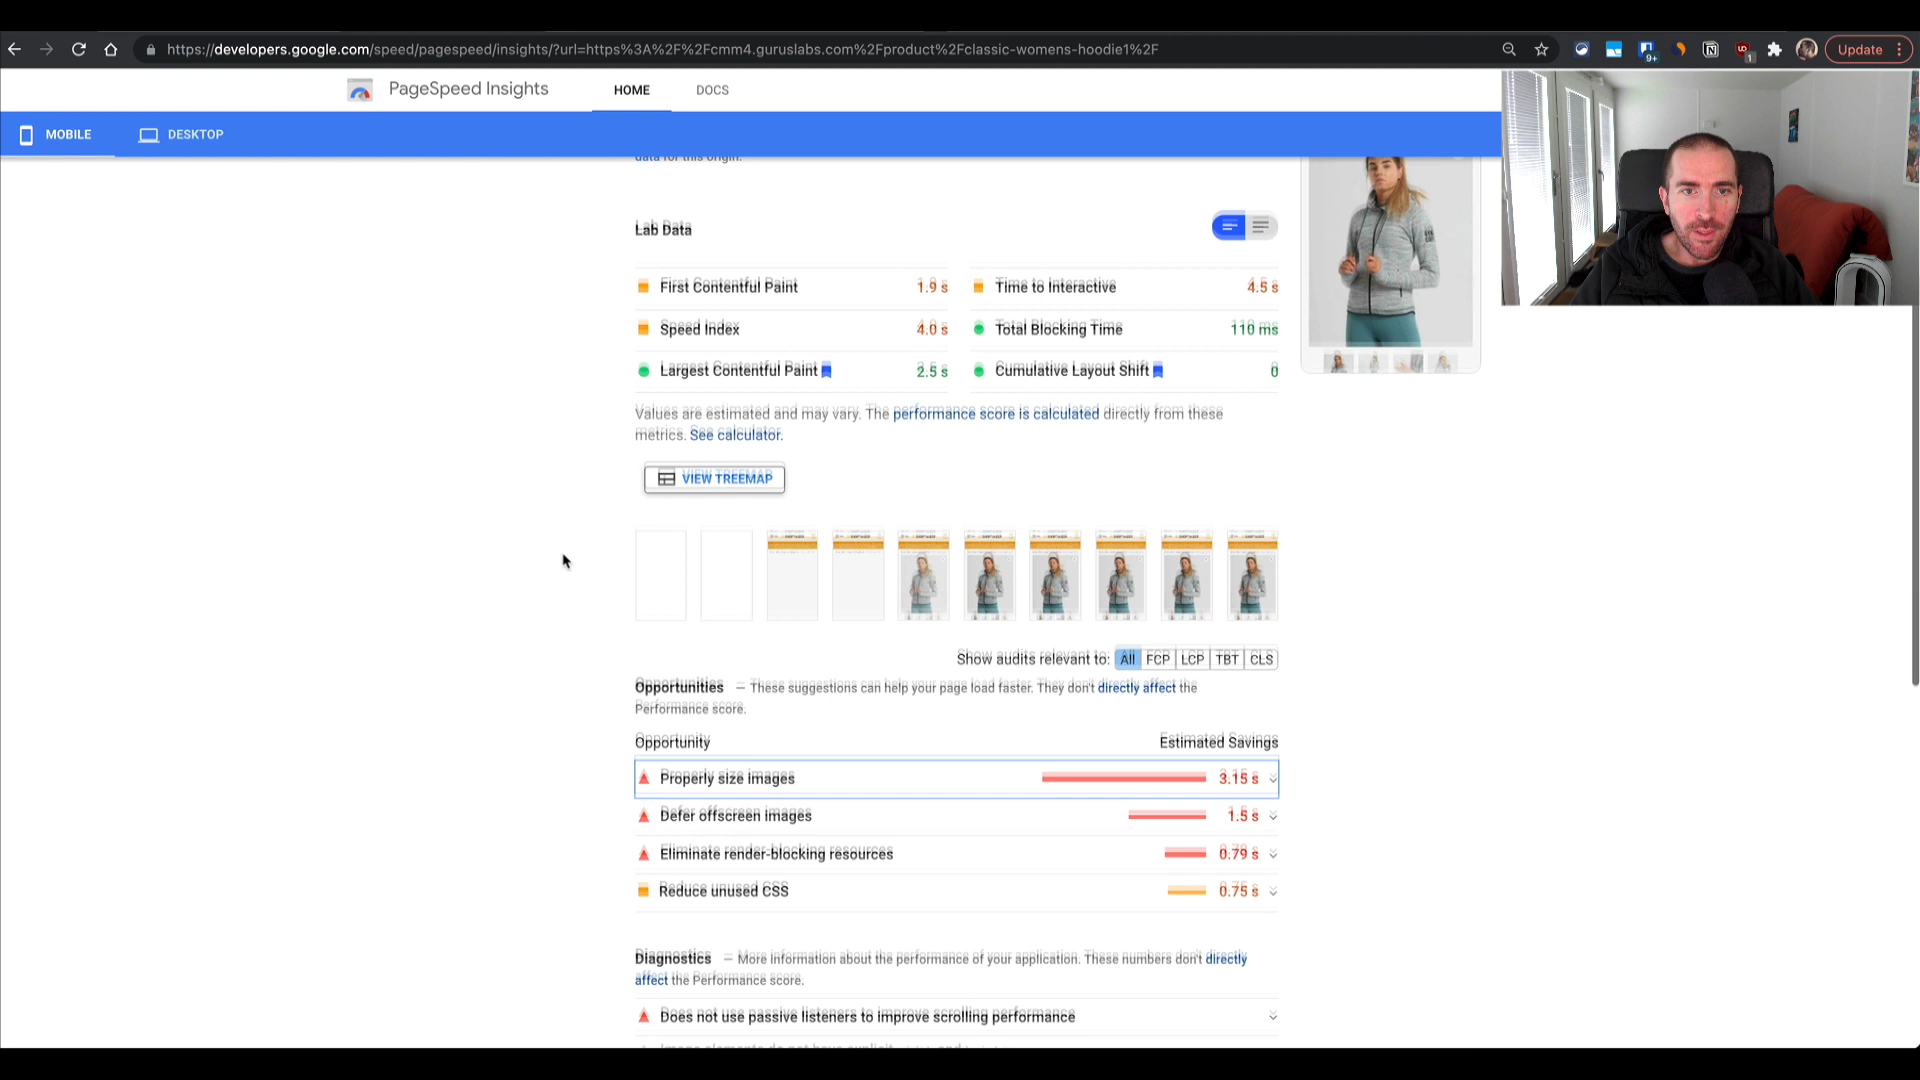 https://developers.google.com/speed/pagespeed/insights/?url=https%3A%2F%2Fcmm4.guruslabs.com%2Fproduct%2Fclassic-womens-hoodie1%2F
9+
1
Update
PageSpeed Insights
HOME
DOCS
MOBILE
DESKTOP
data for this origin.
Lab Data
First Contentful Paint 1.9 s
Time to Interactive 4.5 s
Speed Index 4.0 s
Total Blocking Time 110 ms
Largest Contentful Paint 2.5 s
Cumulative Layout Shift 0
Values are estimated and may vary. The performance score is calculated directly from these
metrics. See calculator.
VIEW TREEMAP
Show audits relevant to: All FCP LCP TBT CLS
Opportunities — These suggestions can help your page load faster. They don't directly affect the
Performance score.
Opportunity Estimated Savings
Properly size images 3.15 s
Defer offscreen images 1.5 s
Eliminate render-blocking resources 0.79 s
Reduce unused CSS 0.75 s
Diagnostics — More information about the performance of your application. These numbers don't directly
affect the Performance score.
Does not use passive listeners to improve scrolling performance